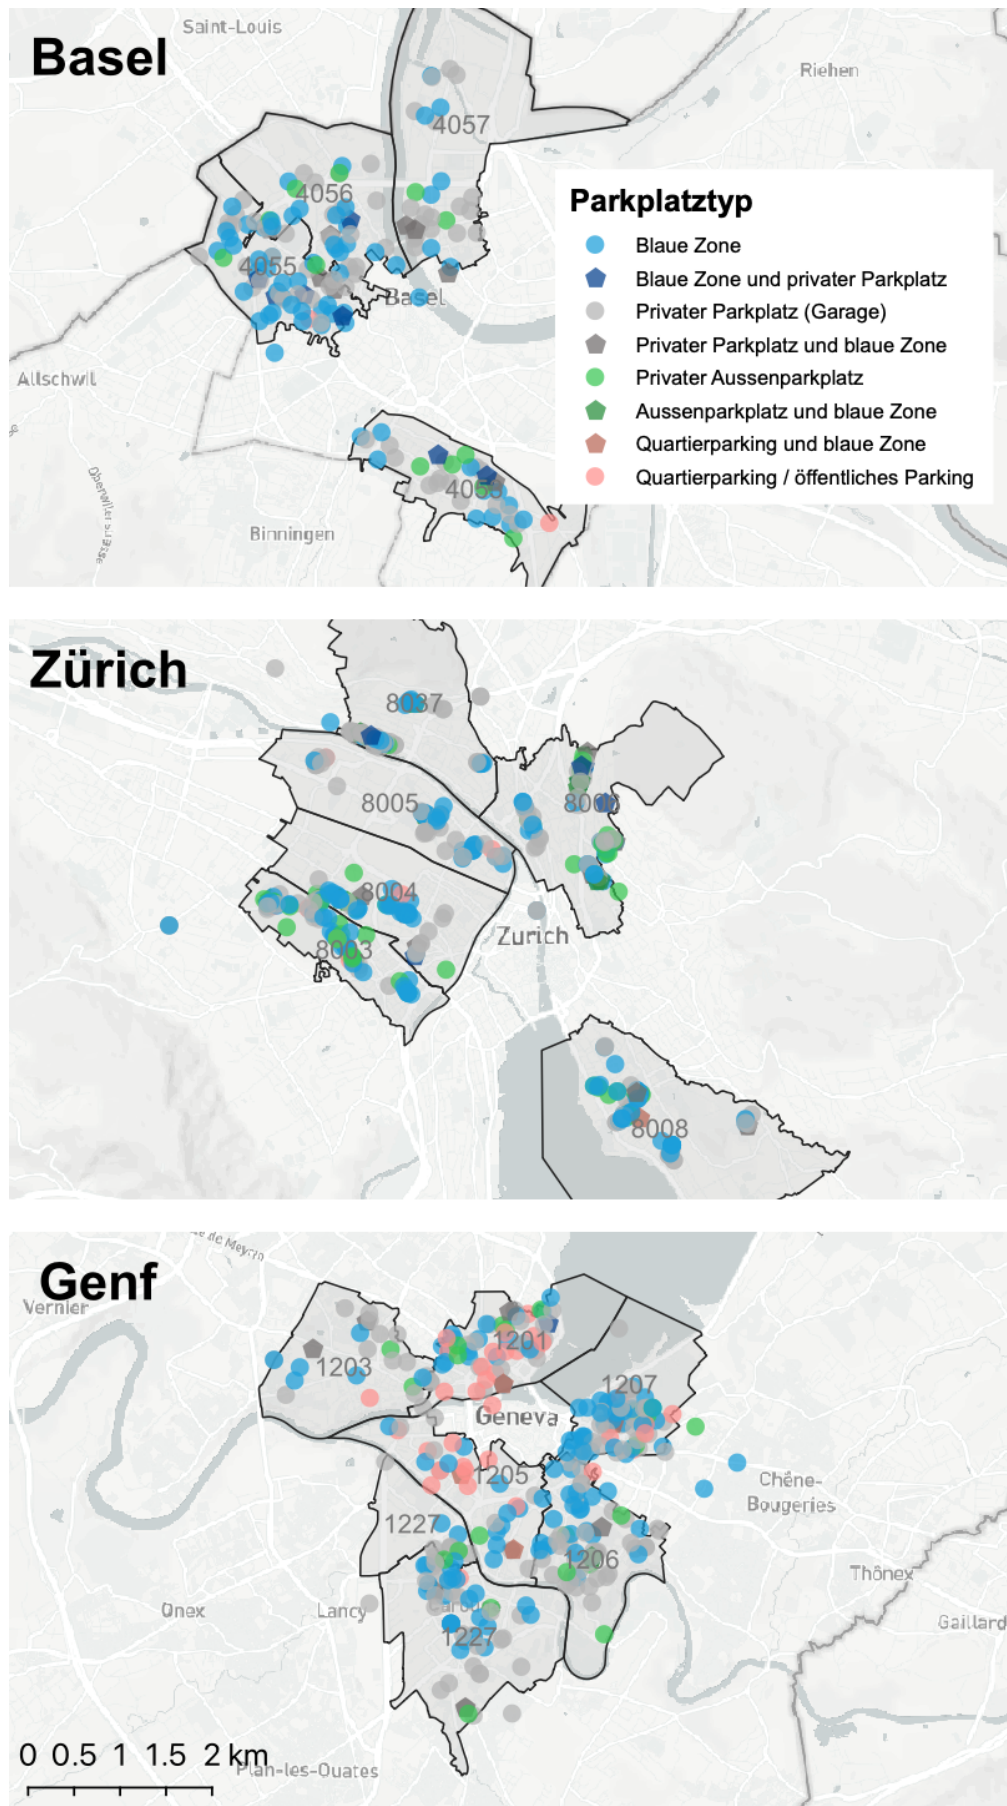 Basel
Saint-Louis
Riehen
4057
4056
4055
Basel
Allschwil
Binningen
Parkplatztyp
Blaue Zone
Blaue Zone und privater Parkplatz
Privater Parkplatz (Garage)
Privater Parkplatz und blaue Zone
Privater Aussenparkplatz
Aussenparkplatz und blaue Zone
Quartierparking und blaue Zone
Quartierparking / öffentliches Parking
Zürich
8037
8005
8006
8004
8003
Zurich
8008
Genf
Vernier
1203
1201
1207
Geneva
1205
Chêne-
Bougeries
1227
1206
Thônex
Onex
Lancy
1227
Gaillard
0 0.5 1 1.5 2 km
Plan-les-Ouates